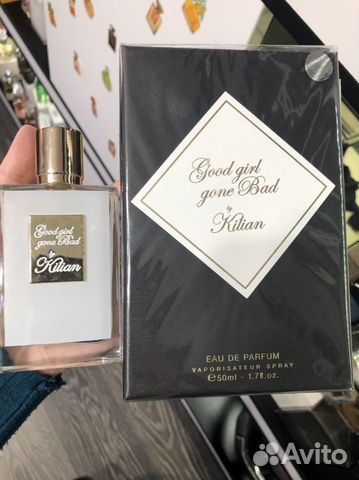 Good girl
gone Bad
by
Kilian
Good girl
gone Bad
by
Kilian
EAU DE PARFUM
VAPORISATEUR SPRAY
℮50ml - 1.7fl.oz.
Avito